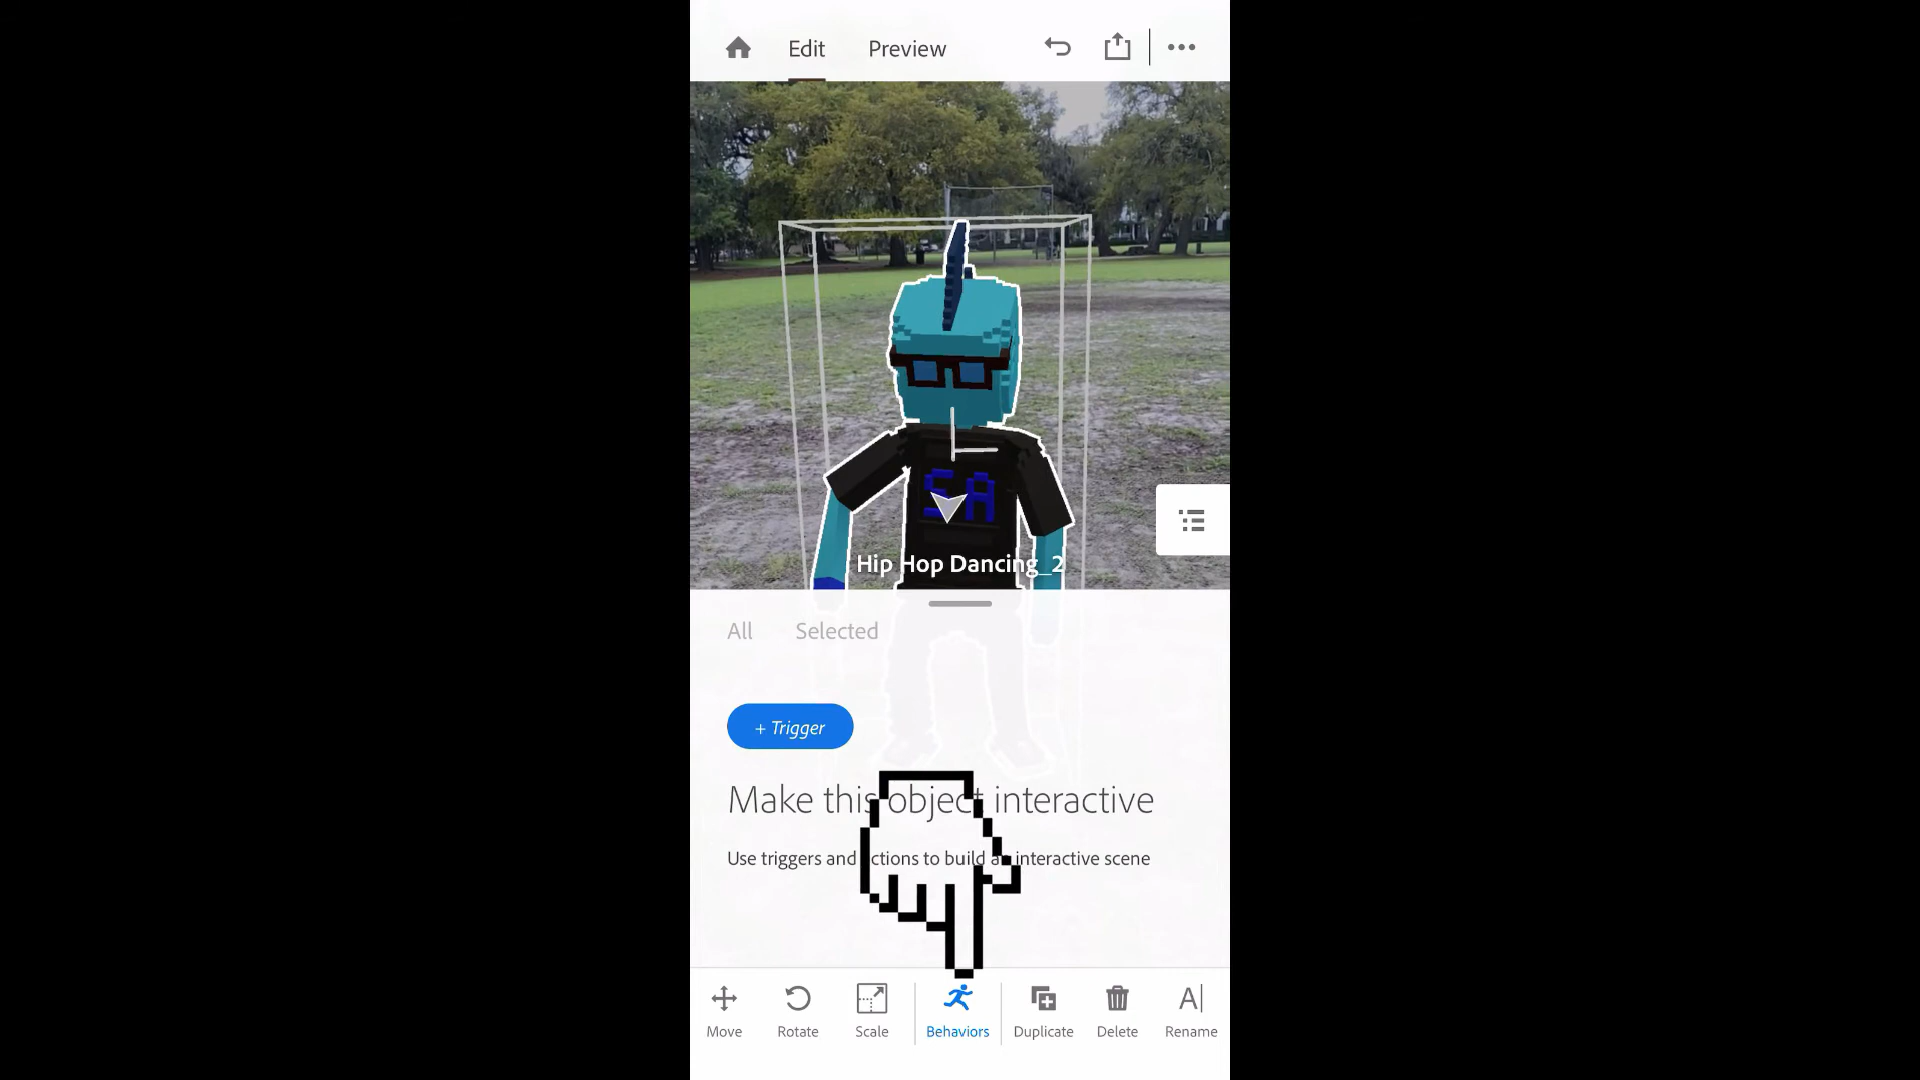 Edit
Preview
SA
Hip Hop Dancing_2
All
Selected
+ Trigger
Make this object interactive
Use triggers and actions to build an interactive scene
Move
Rotate
Scale
Behaviors
Duplicate
Delete
Rename